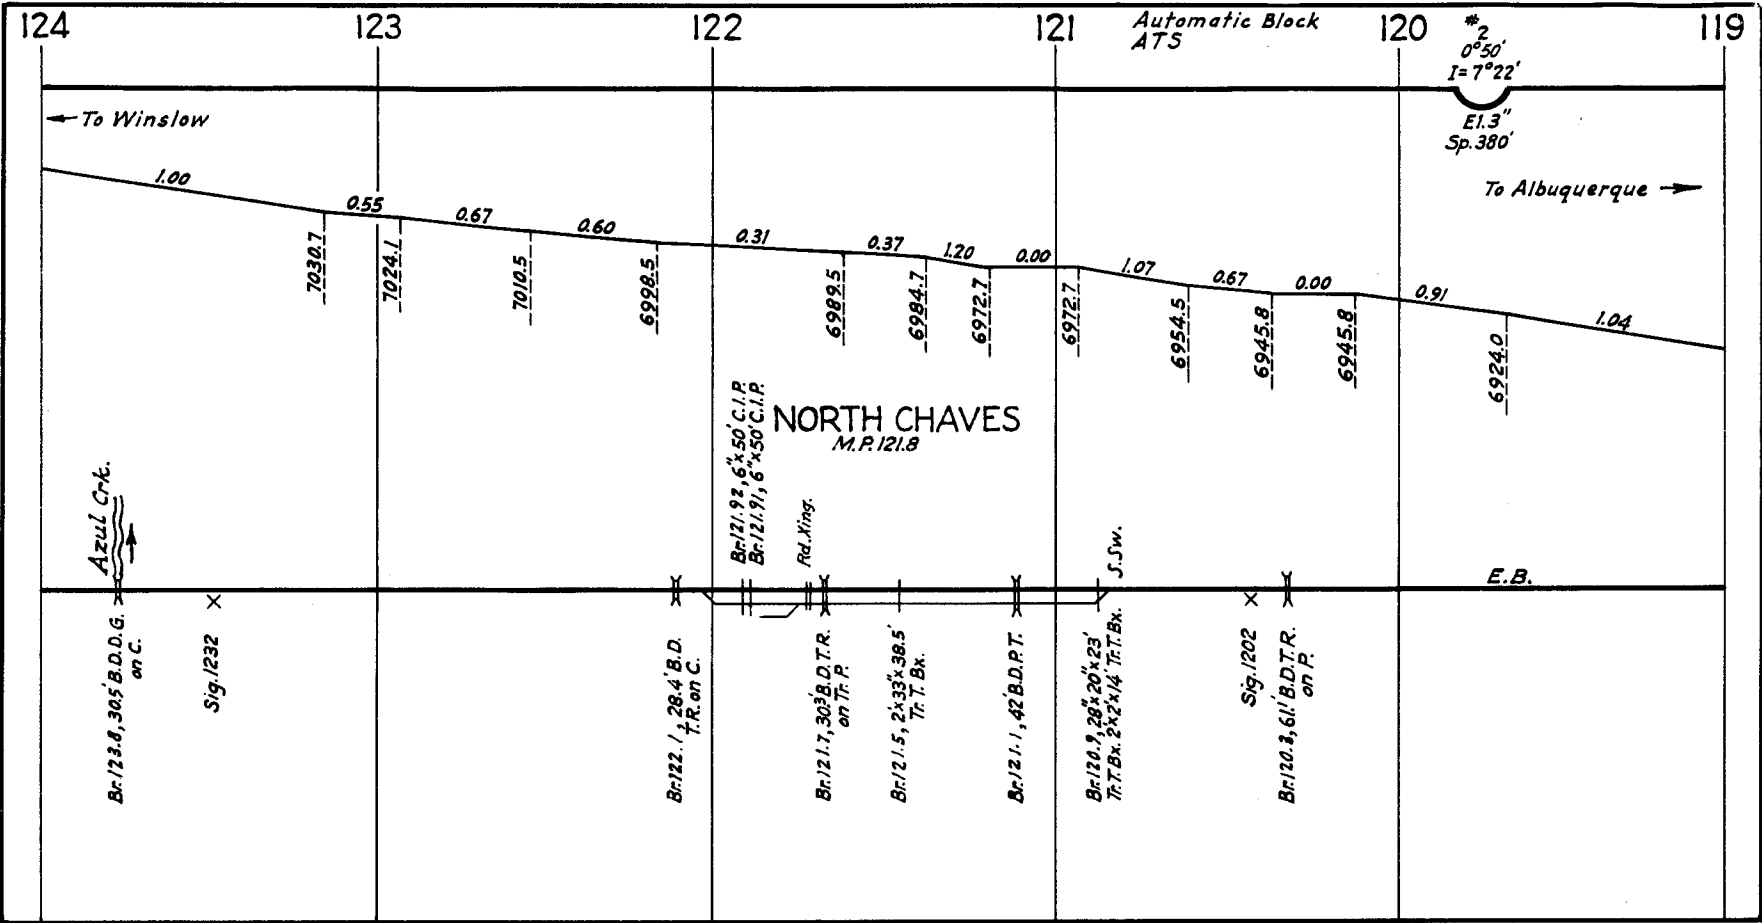 124
123
122
121
120
119
Automatic Block
ATS
#2
0°50'
I=7°22'
El.3"
Sp.380'
To Winslow
To Albuquerque
1.00
0.55
0.67
0.60
0.31
0.37
1.20
0.00
1.07
0.67
0.00
0.91
1.04
7030.7
7024.1
7010.5
6998.5
6989.5
6984.7
6972.7
6972.7
6954.5
6945.8
6945.8
6924.0
NORTH CHAVES
M.P.121.8
Azul Crk.
Br.121.92, 6"x50' C.I.P.
Br.121.91, 6"x50' C.I.P.
Rd.Xing.
S.Sw.
E.B.
Br.123.8, 30.5' B.D.D.G.
on C.
Sig.1232
Br.122.1, 28.4' B.D.
T.R. on C.
Br.121.7, 30.3' B.D.T.R.
on Tr. P.
Br.121.5, 2'x33"x38.5'
Tr. T. Bx.
Br.121.1, 42' B.D.P.T.
Br.120.9, 28"x20"x23'
Tr.T.Bx. 2'x2'x14' Tr.T.Bx.
Sig.1202
Br.120.3, 61.' B.D.T.R.
on P.